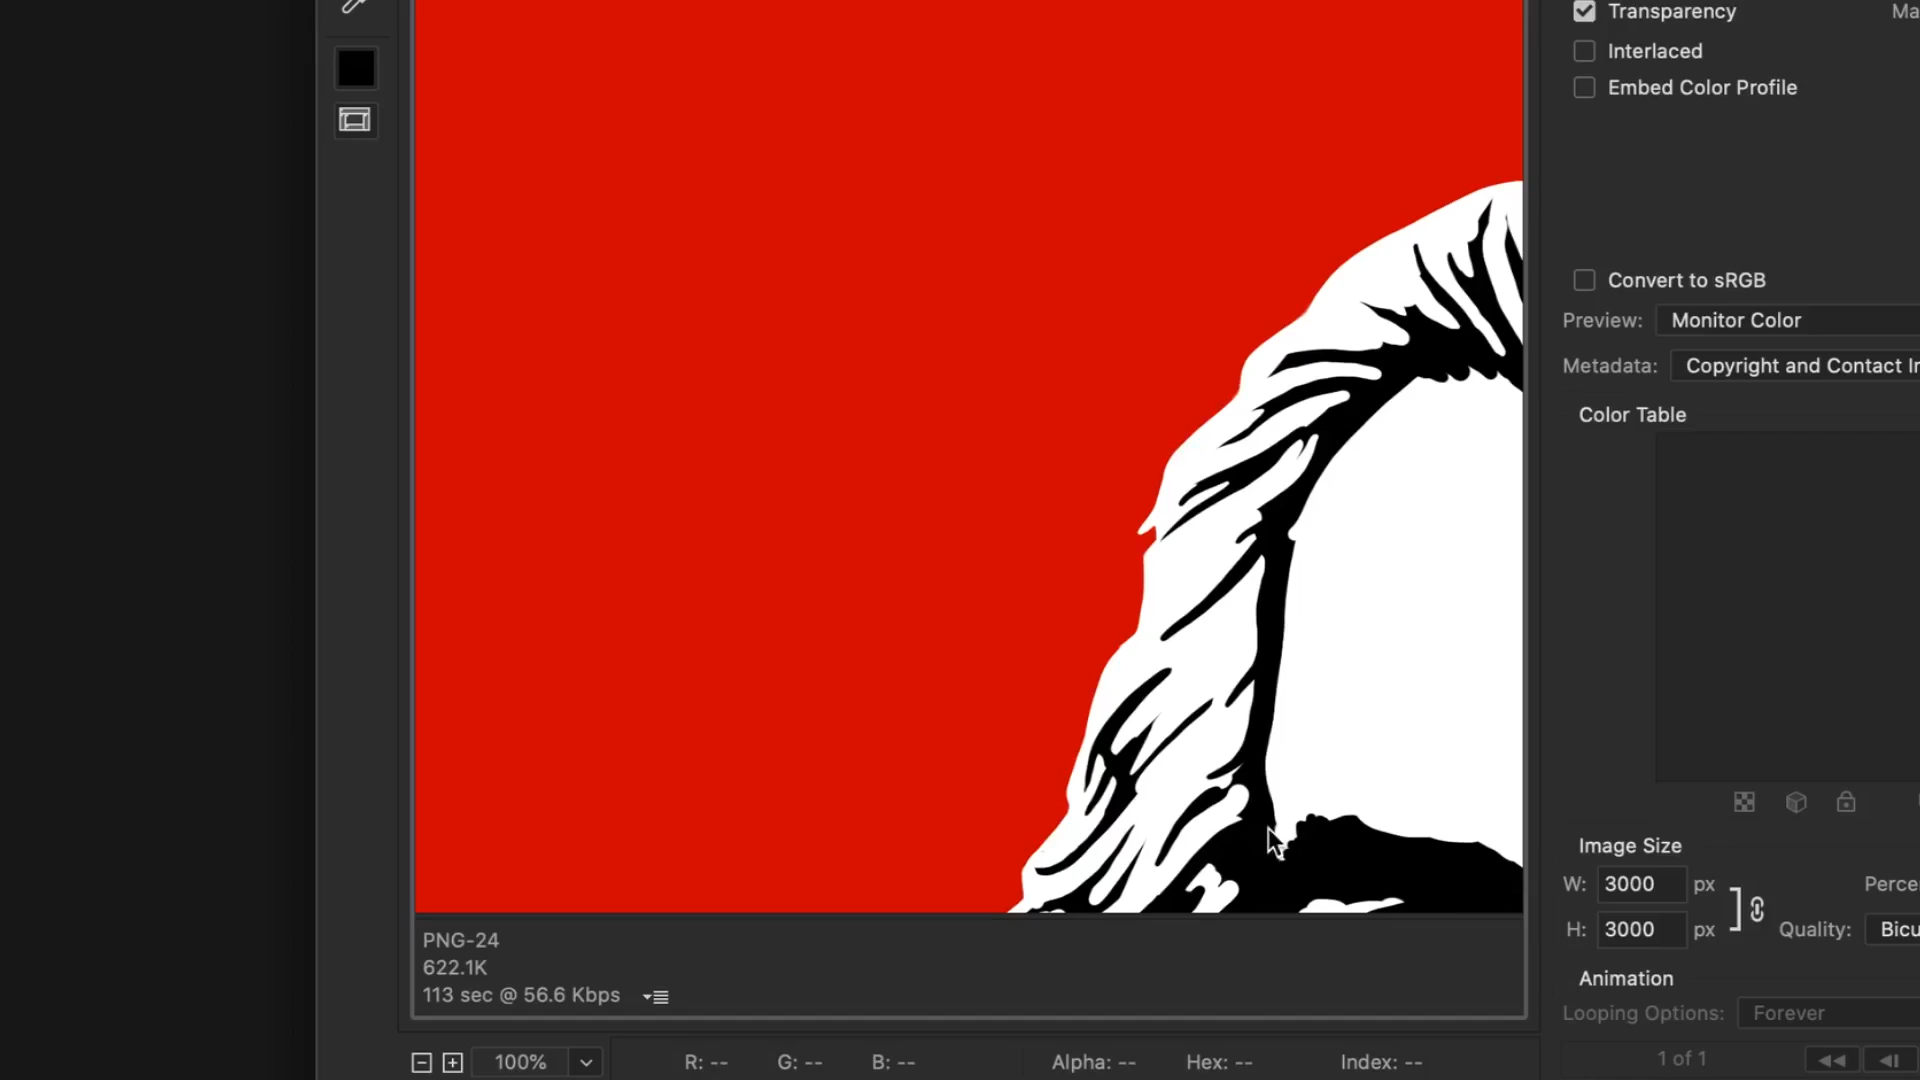 Transparency
Ma
Interlaced
Embed Color Profile
Convert to sRGB
Preview: Monitor Color
Metadata: Copyright and Contact In
Color Table
Image Size
W: 3000 px Perce
H: 3000 px Quality: Bicu
Animation
Looping Options: Forever
1 of 1
PNG-24
622.1K
113 sec @ 56.6 Kbps
100% R: -- G: -- B: -- Alpha: -- Hex: -- Index: --